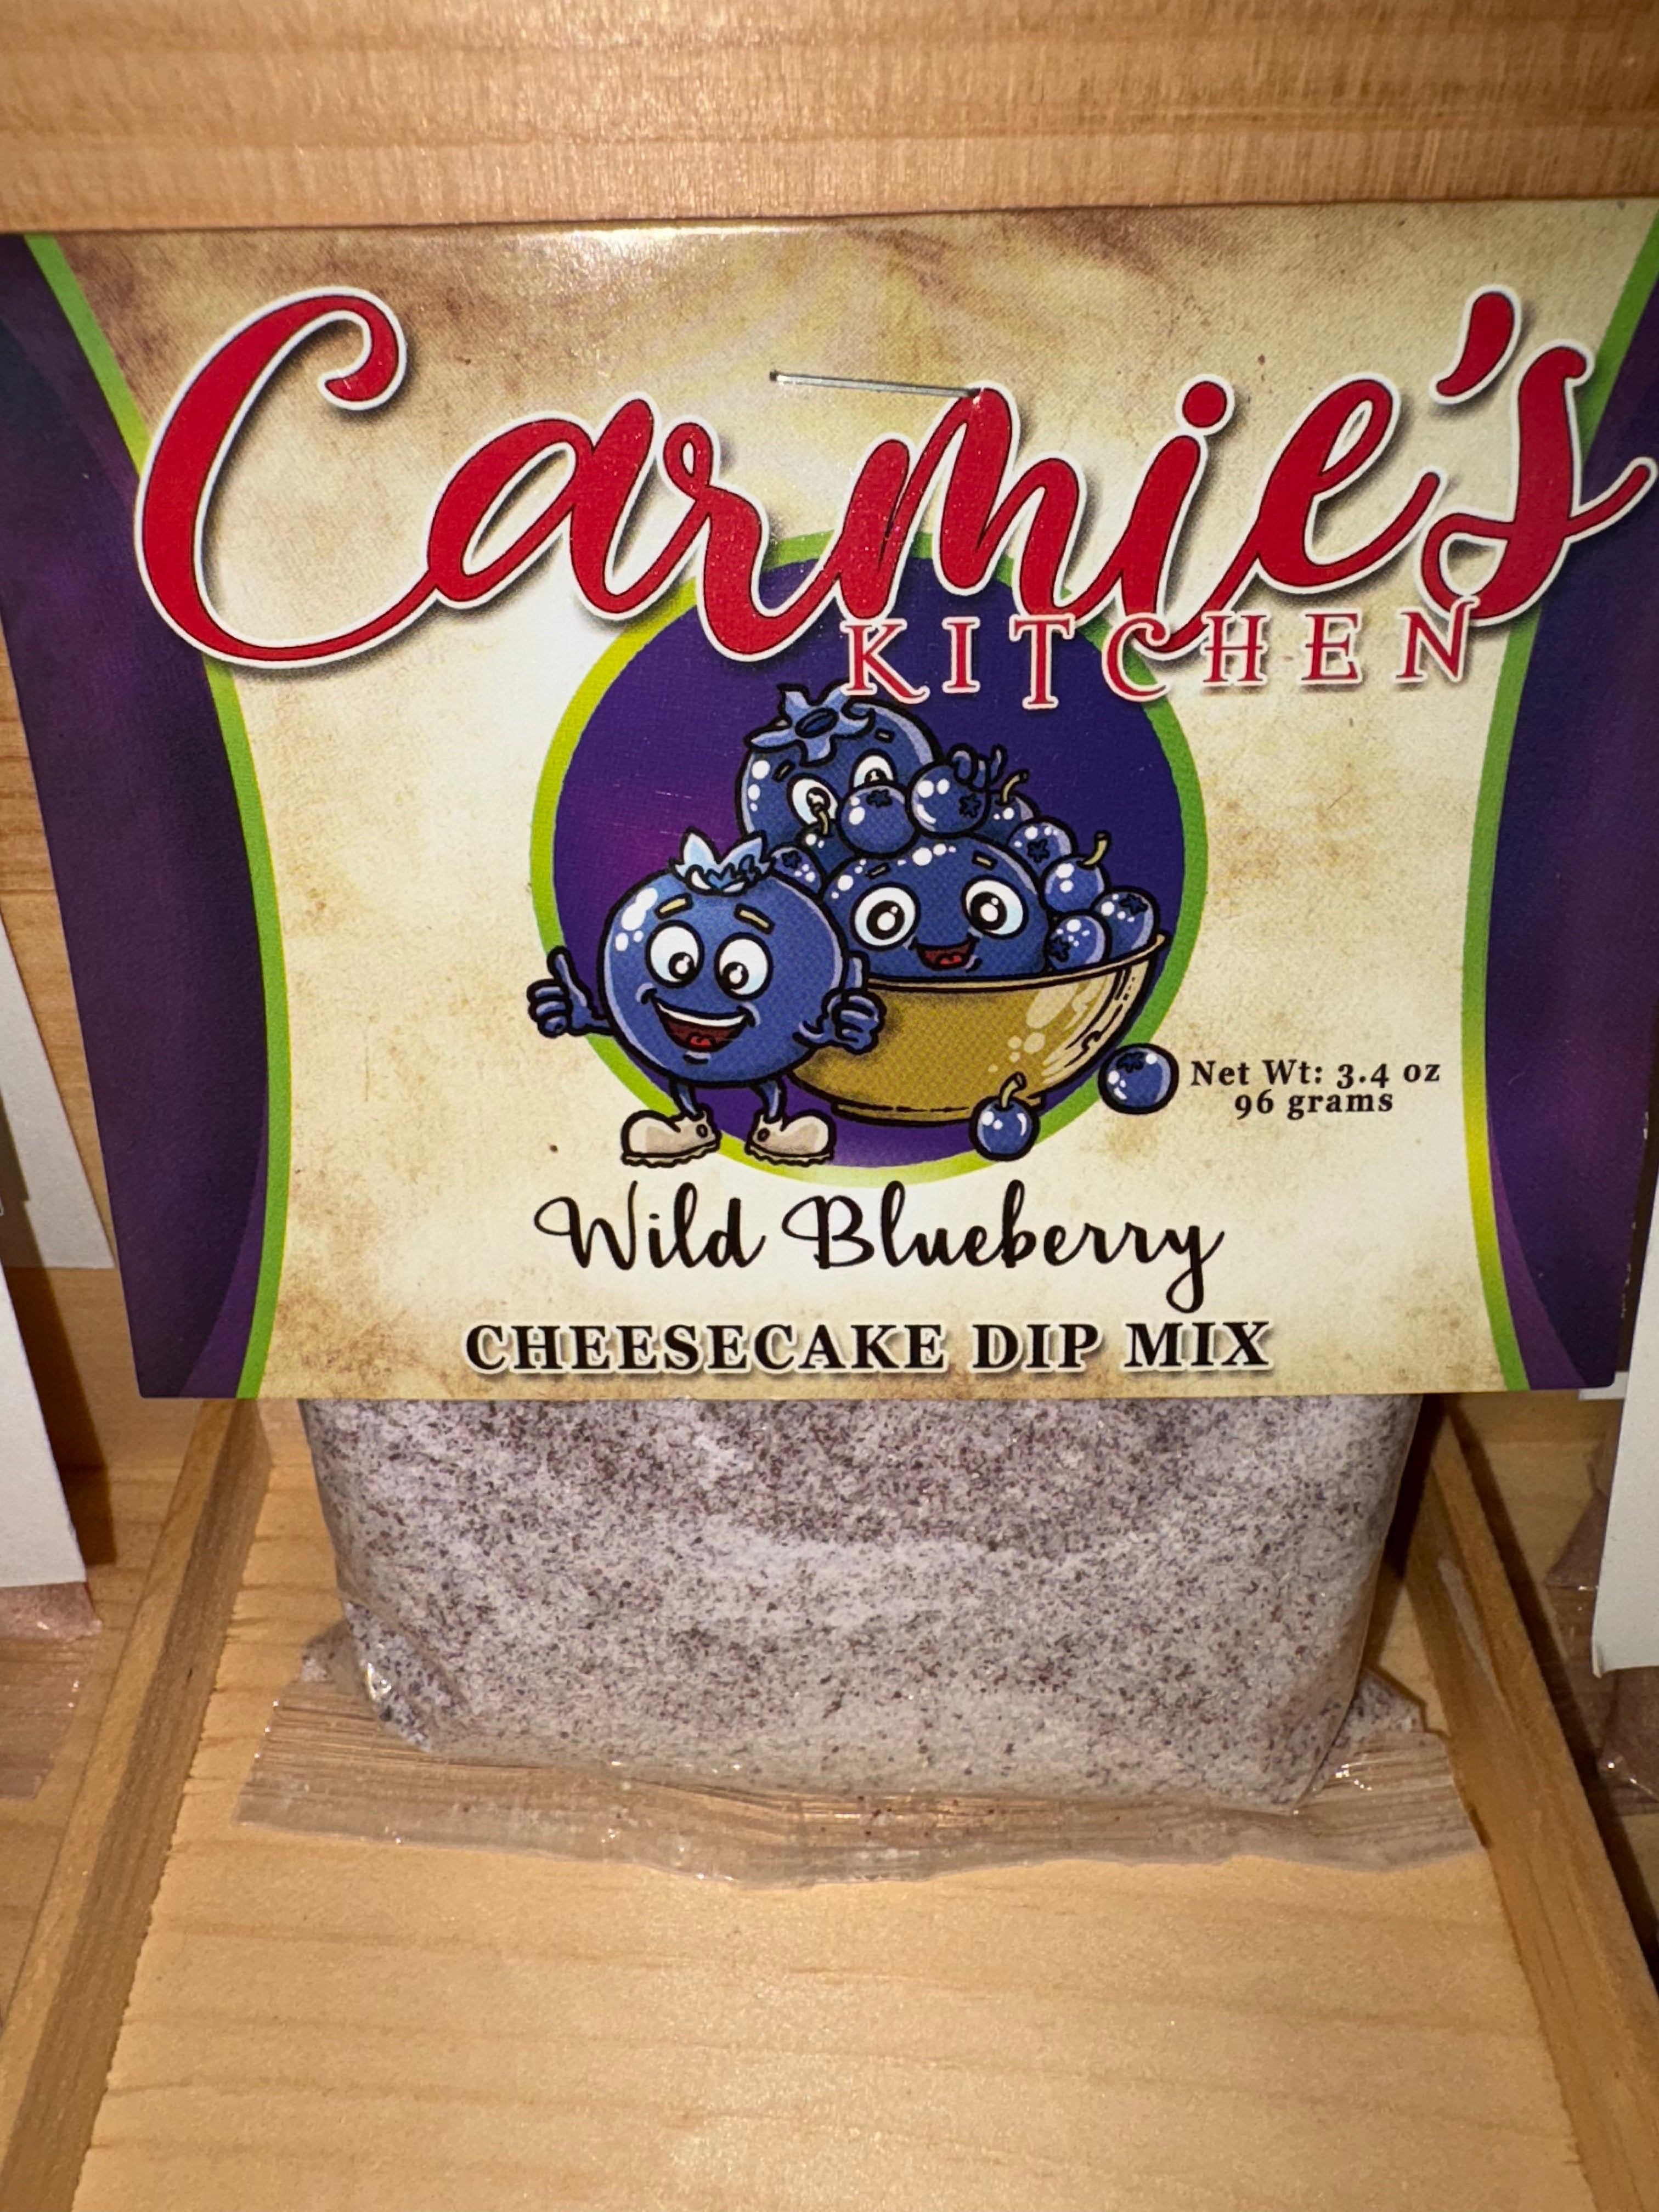 Carmie's
KITCHEN
Net Wt: 3.4 oz
96 grams
Wild Blueberry
CHEESECAKE DIP MIX